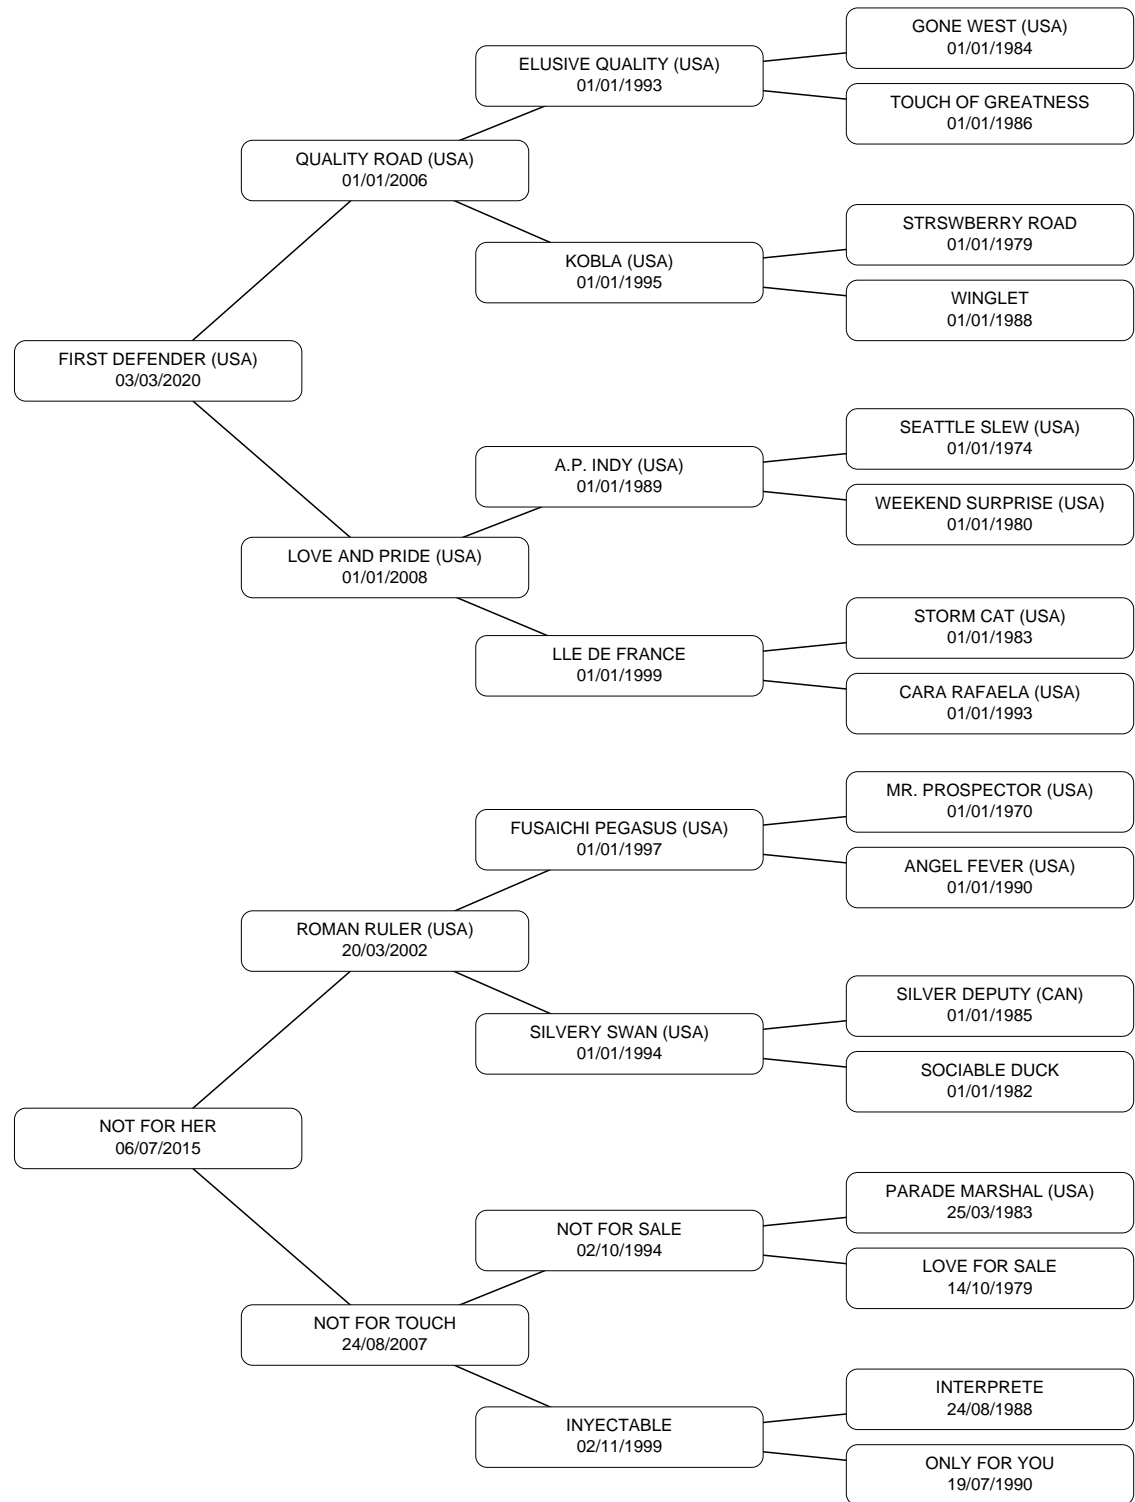 GONE WEST (USA)
01/01/1984
ELUSIVE QUALITY (USA)
01/01/1993
TOUCH OF GREATNESS
01/01/1986
QUALITY ROAD (USA)
01/01/2006
STRSWBERRY ROAD
01/01/1979
KOBLA (USA)
01/01/1995
WINGLET
01/01/1988
FIRST DEFENDER (USA)
03/03/2020
SEATTLE SLEW (USA)
01/01/1974
A.P. INDY (USA)
01/01/1989
WEEKEND SURPRISE (USA)
01/01/1980
LOVE AND PRIDE (USA)
01/01/2008
STORM CAT (USA)
01/01/1983
LLE DE FRANCE
01/01/1999
CARA RAFAELA (USA)
01/01/1993
MR. PROSPECTOR (USA)
01/01/1970
FUSAICHI PEGASUS (USA)
01/01/1997
ANGEL FEVER (USA)
01/01/1990
ROMAN RULER (USA)
20/03/2002
SILVER DEPUTY (CAN)
01/01/1985
SILVERY SWAN (USA)
01/01/1994
SOCIABLE DUCK
01/01/1982
NOT FOR HER
06/07/2015
PARADE MARSHAL (USA)
25/03/1983
NOT FOR SALE
02/10/1994
LOVE FOR SALE
14/10/1979
NOT FOR TOUCH
24/08/2007
INTERPRETE
24/08/1988
INYECTABLE
02/11/1999
ONLY FOR YOU
19/07/1990